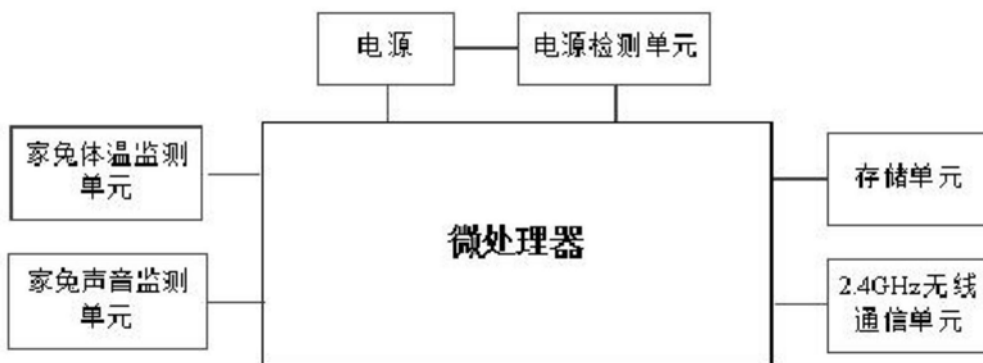 电源
电源检测单元
家兔体温监测
单元
存储单元
微处理器
家兔声音监测
单元
2.4GHz无线
通信单元